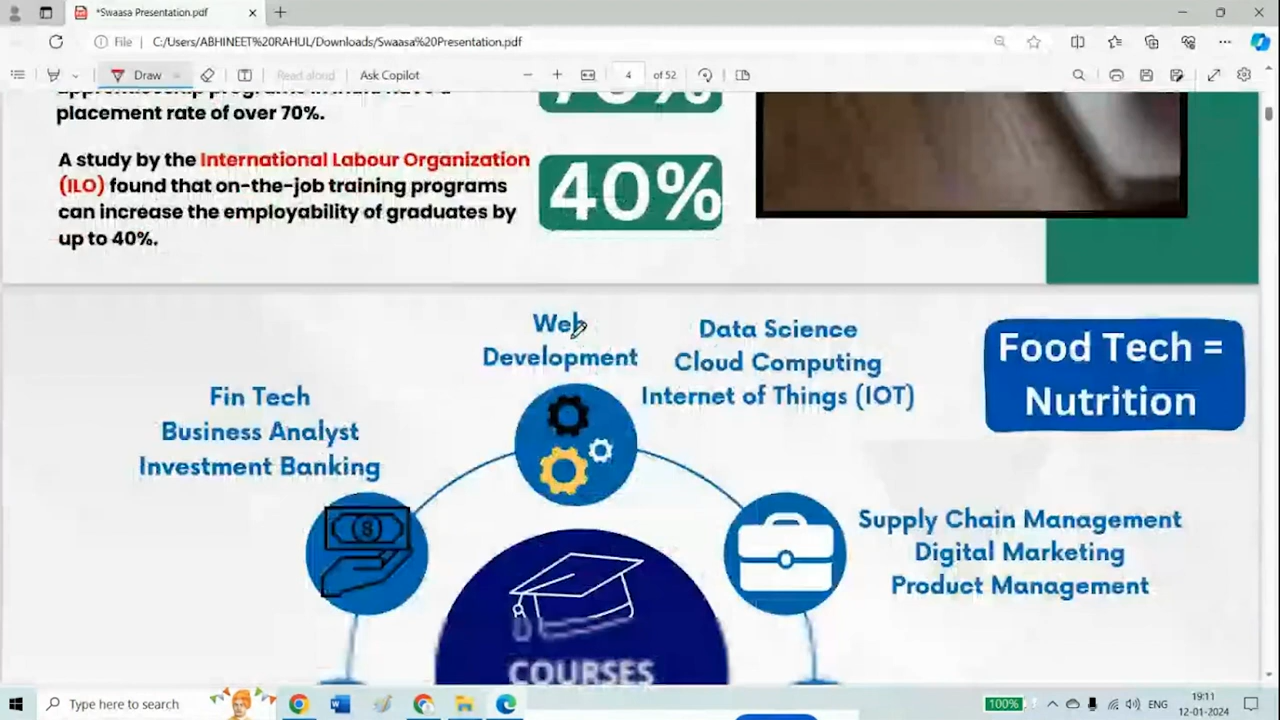 *Swaasa Presentation.pdf
File
C:/Users/ABHINEET%20RAHUL/Downloads/Swaasa%20Presentation.pdf
Draw
Read aloud
Ask Copilot
4
of 52
placement rate of over 70%.
A study by the International Labour Organization
(ILO) found that on-the-job training programs
can increase the employability of graduates by
up to 40%.
40%
Web
Development
Data Science
Cloud Computing
Internet of Things (IOT)
Food Tech =
Nutrition
Fin Tech
Business Analyst
Investment Banking
Supply Chain Management
Digital Marketing
Product Management
COURSES
Type here to search
100%
ENG
19:11
12-01-2024